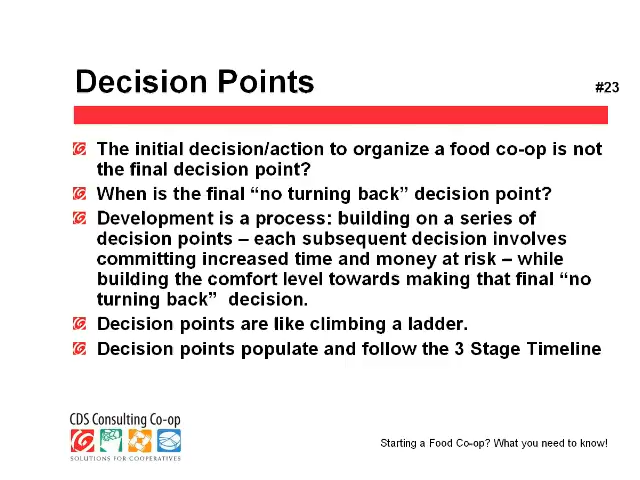 Decision Points
#23
The initial decision/action to organize a food co-op is not
the final decision point?
When is the final “no turning back” decision point?
Development is a process: building on a series of
decision points – each subsequent decision involves
committing increased time and money at risk – while
building the comfort level towards making that final “no
turning back” decision.
Decision points are like climbing a ladder.
Decision points populate and follow the 3 Stage Timeline
CDS Consulting Co-op
SOLUTIONS FOR COOPERATIVES
Starting a Food Co-op? What you need to know!